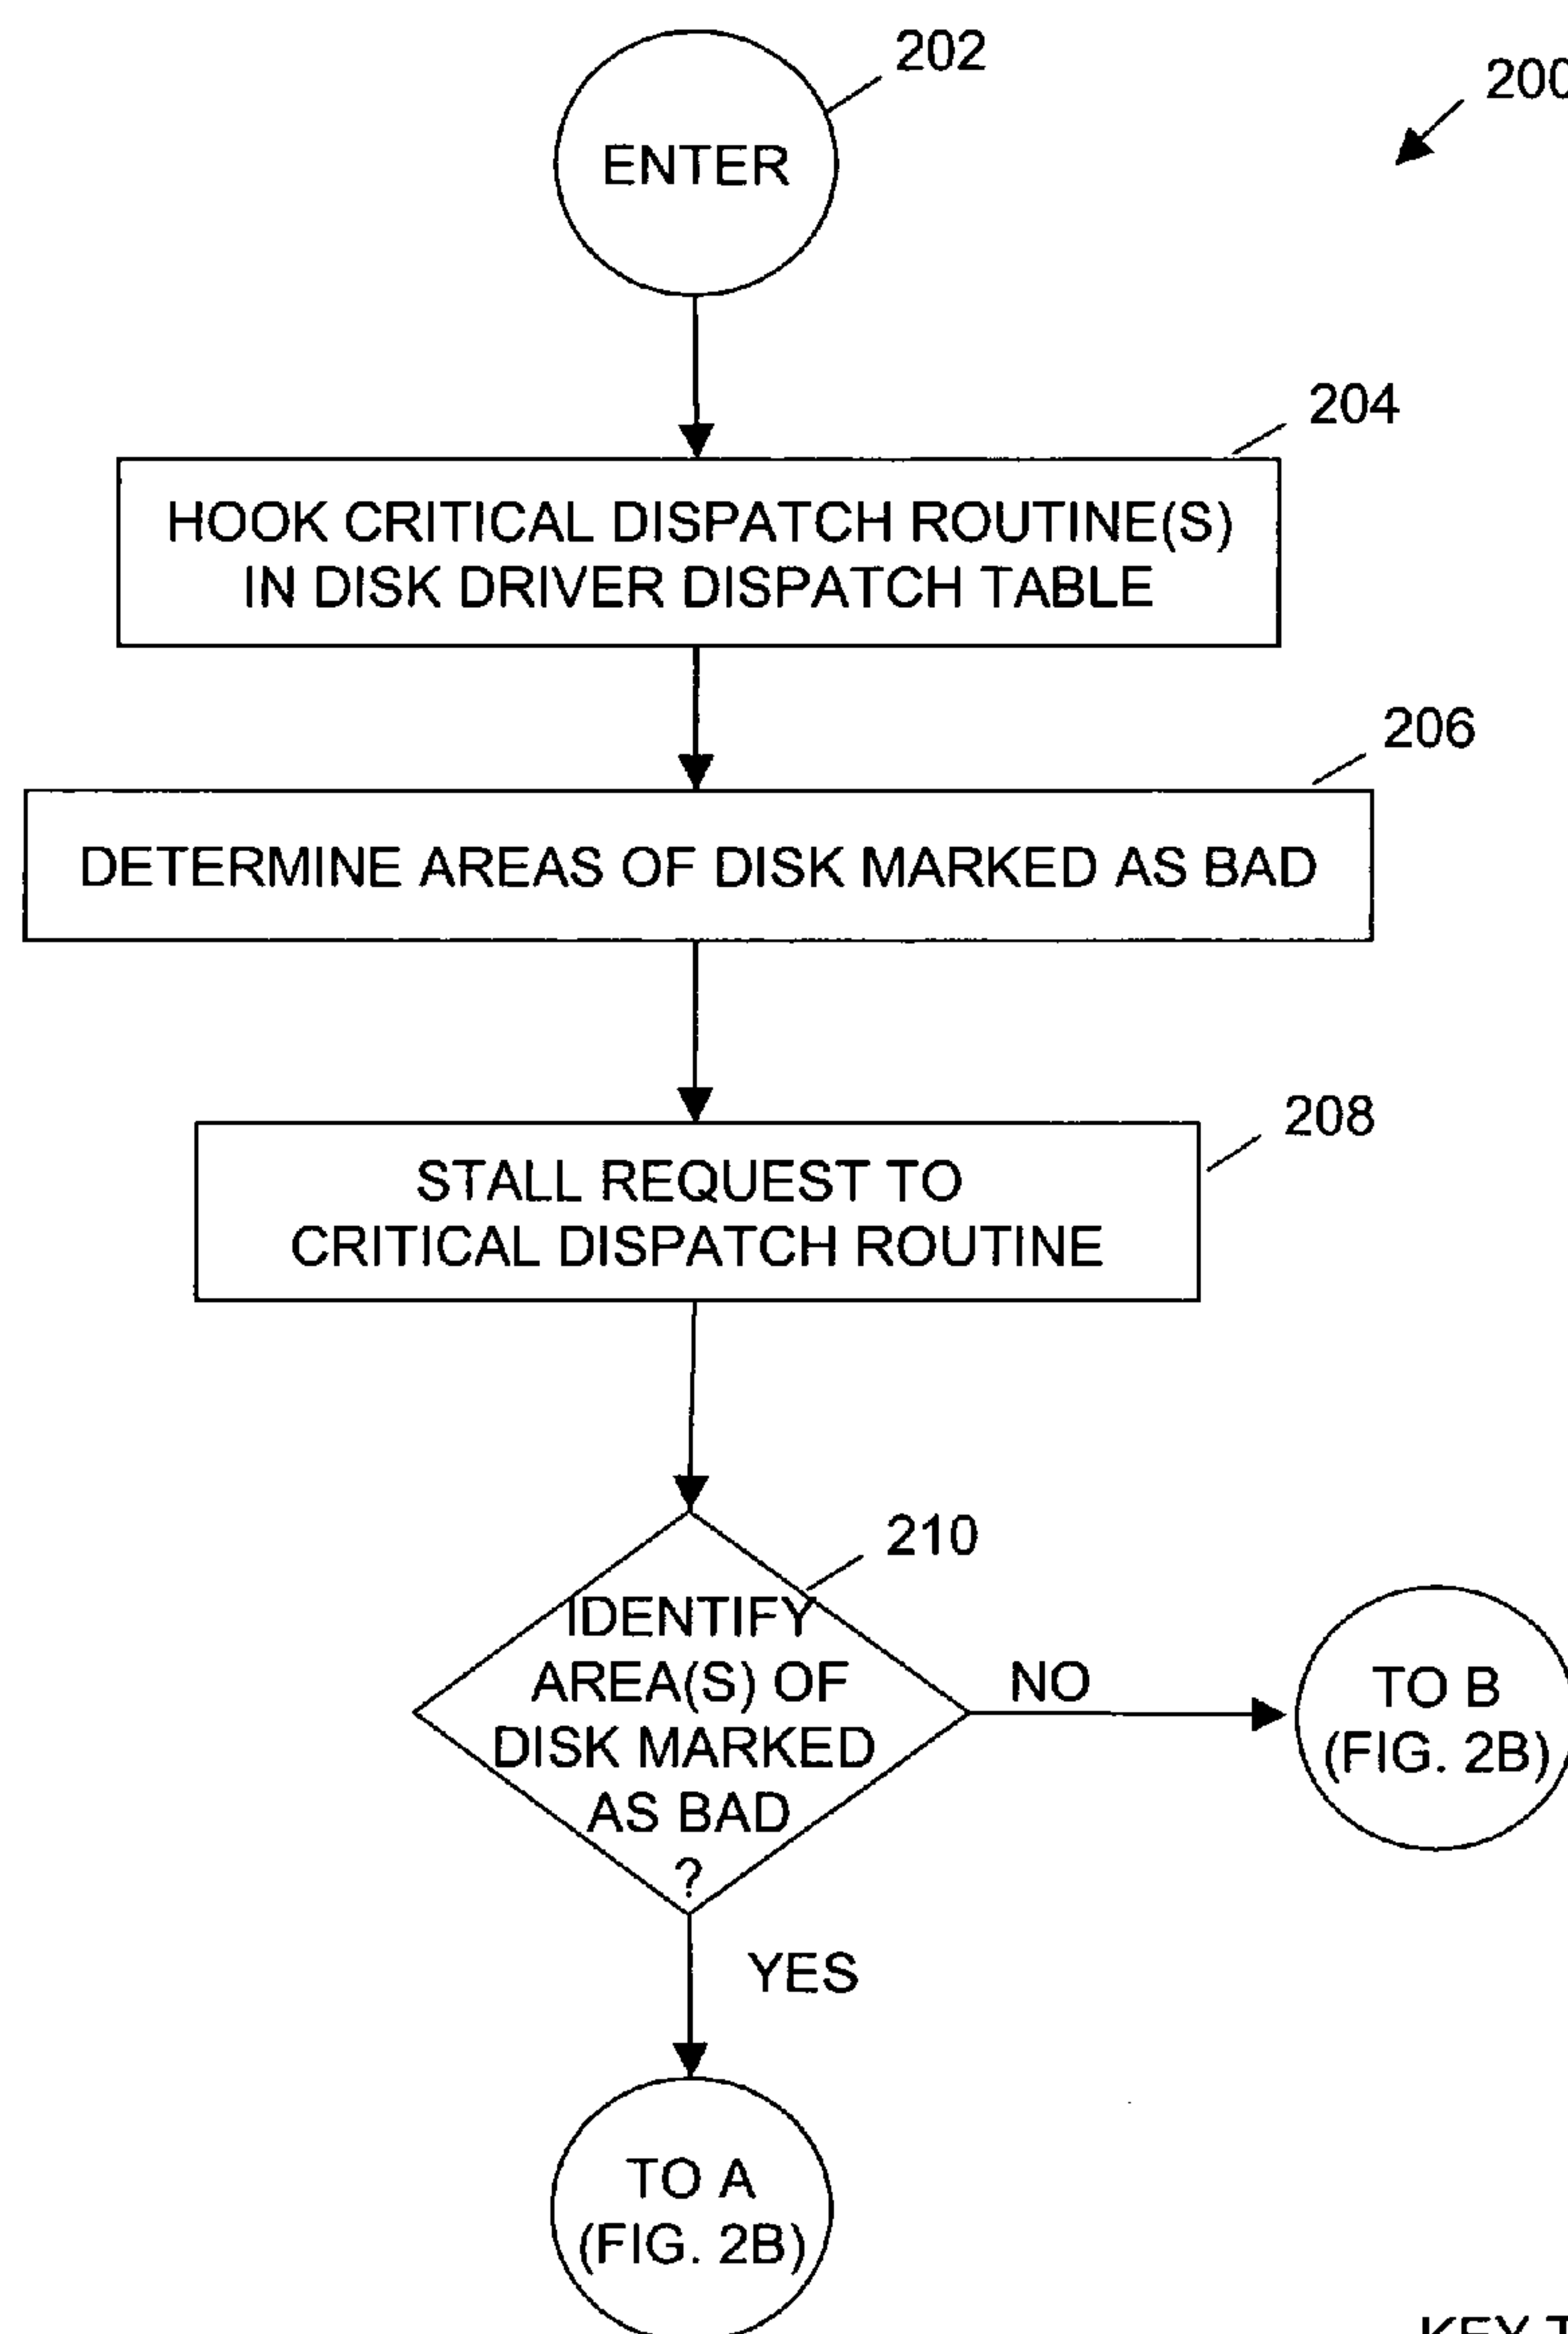 202
200
ENTER
204
HOOK CRITICAL DISPATCH ROUTINE(S)
IN DISK DRIVER DISPATCH TABLE
206
DETERMINE AREAS OF DISK MARKED AS BAD
208
STALL REQUEST TO
CRITICAL DISPATCH ROUTINE
210
IDENTIFY
AREA(S) OF
DISK MARKED
AS BAD
?
NO
TO B
(FIG. 2B)
YES
TO A
(FIG. 2B)
KEY